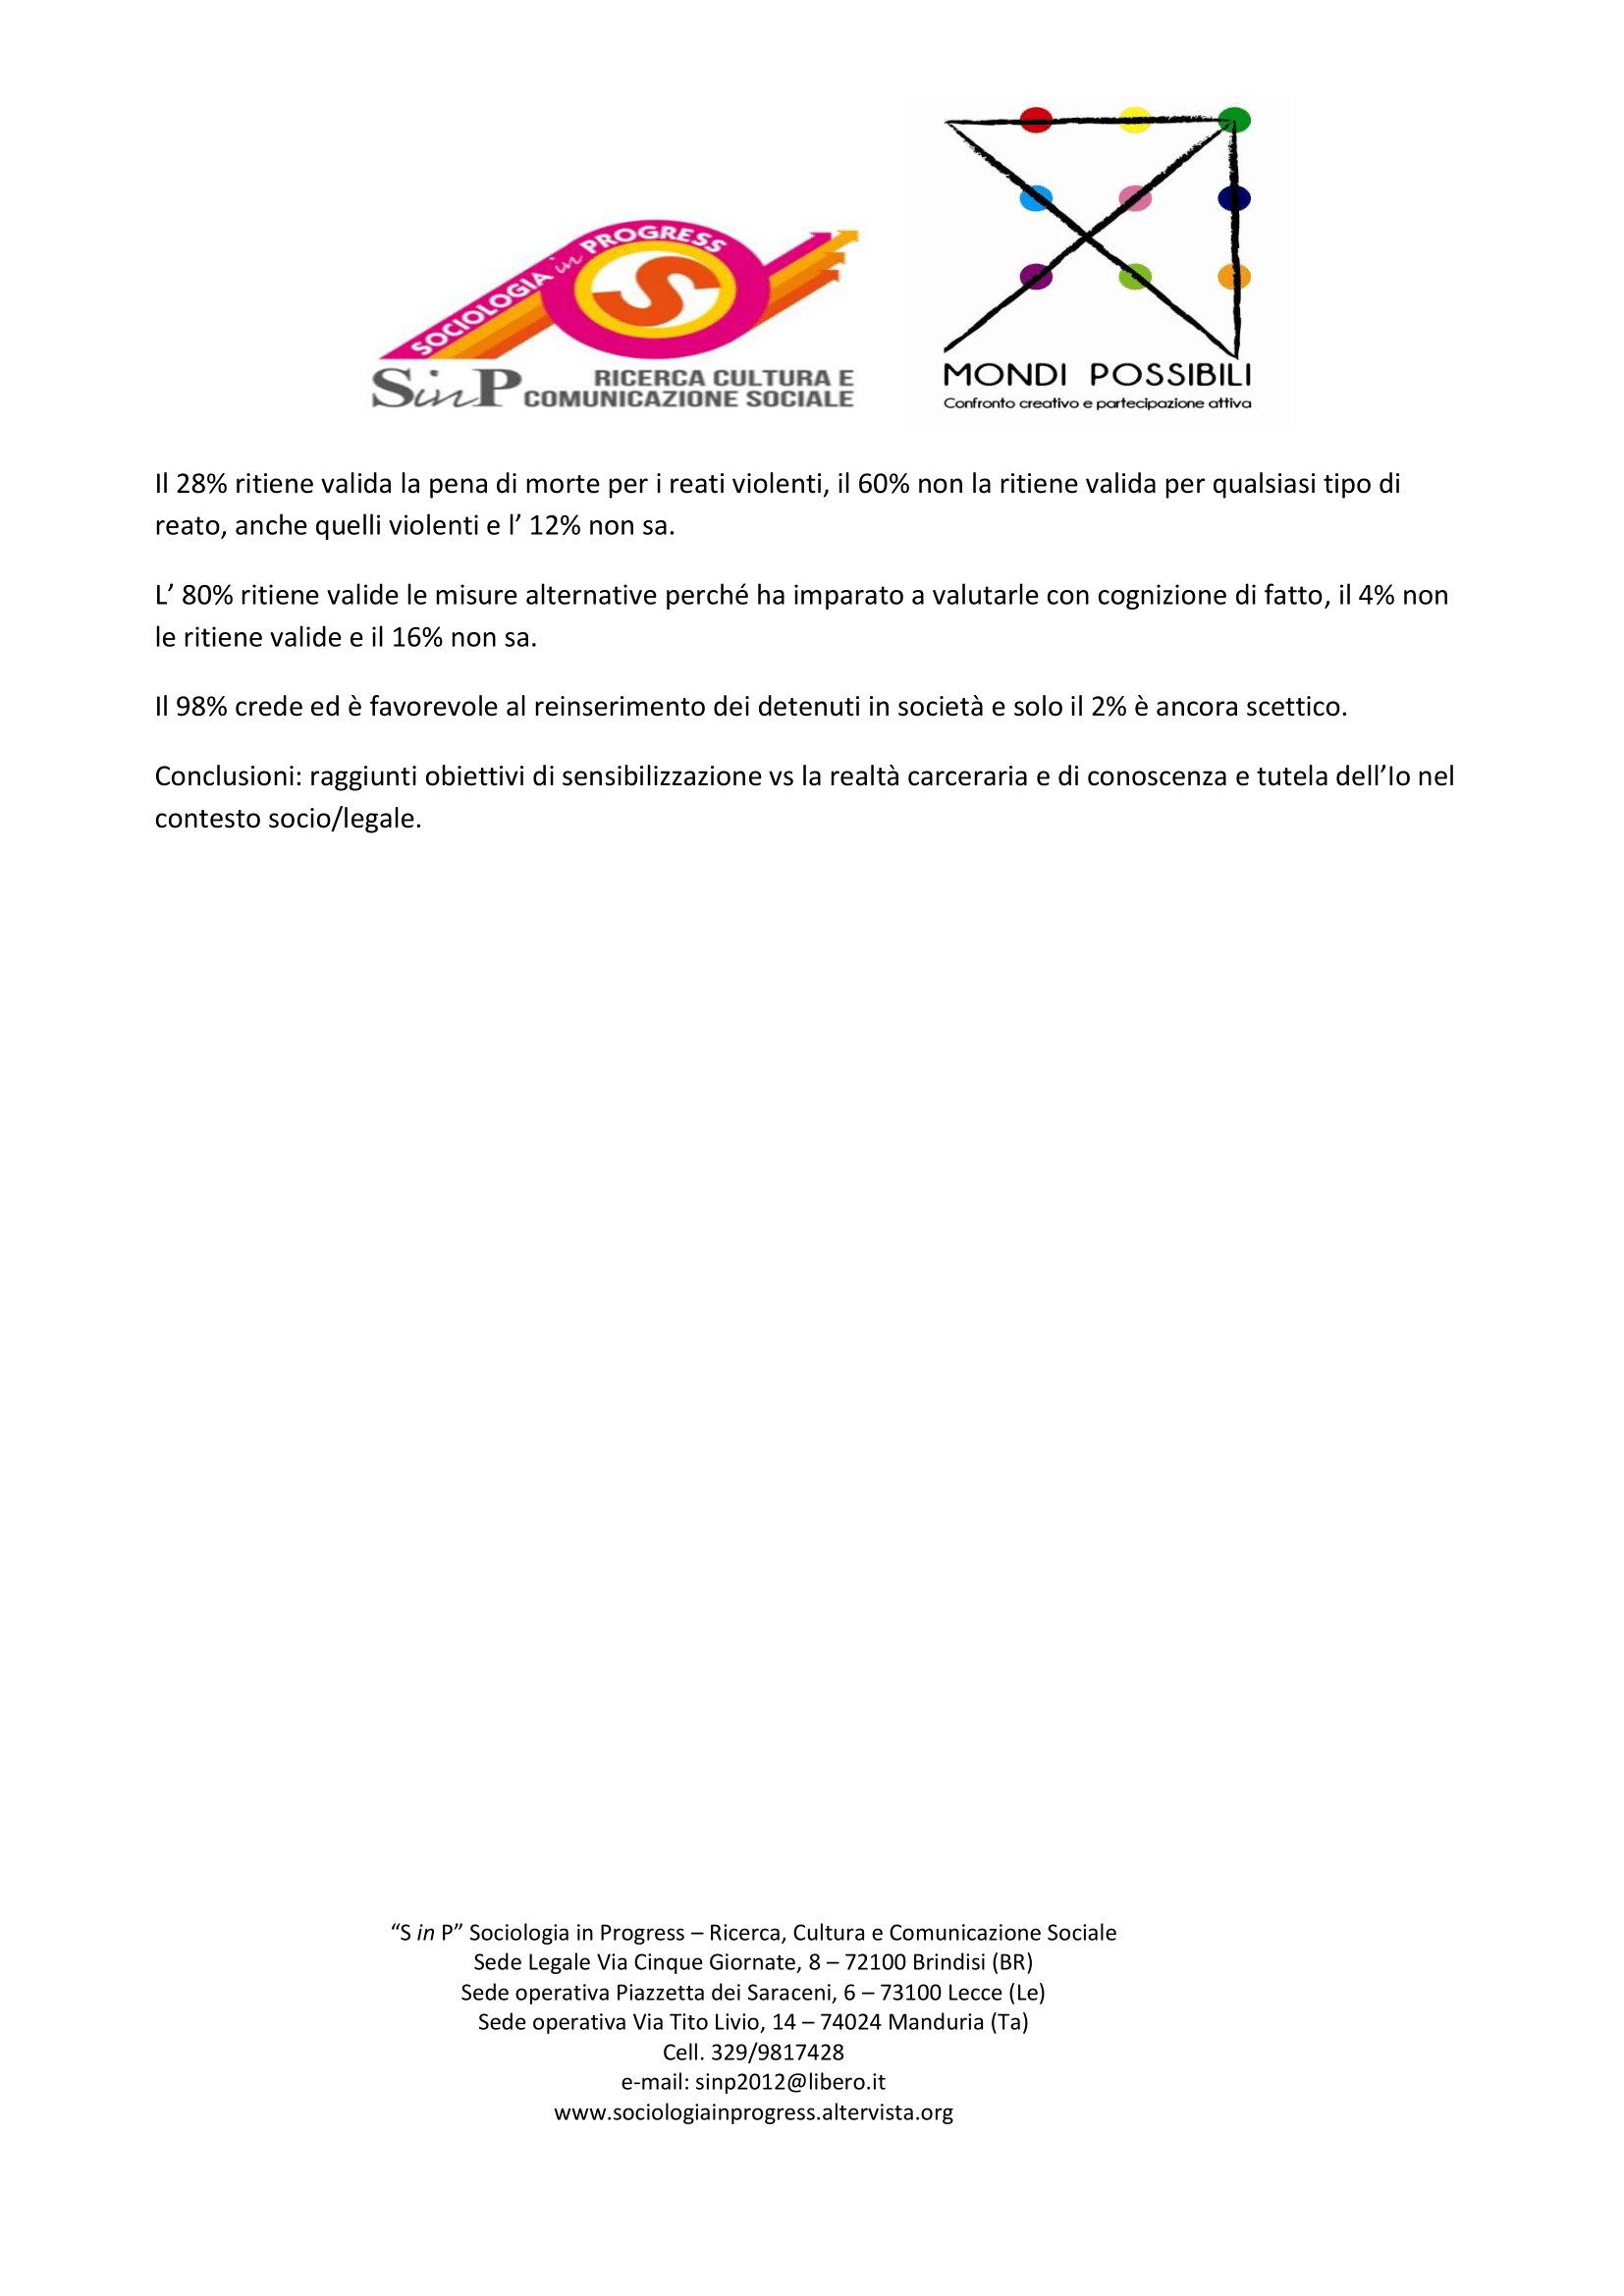 SOCIOLOGIA in PROGRESS
S
SinP RICERCA CULTURA E
COMUNICAZIONE SOCIALE
MONDI POSSIBILI
Confronto creativo e partecipazione attiva
Il 28% ritiene valida la pena di morte per i reati violenti, il 60% non la ritiene valida per qualsiasi tipo di
reato, anche quelli violenti e l’ 12% non sa.
L’ 80% ritiene valide le misure alternative perché ha imparato a valutarle con cognizione di fatto, il 4% non
le ritiene valide e il 16% non sa.
Il 98% crede ed è favorevole al reinserimento dei detenuti in società e solo il 2% è ancora scettico.
Conclusioni: raggiunti obiettivi di sensibilizzazione vs la realtà carceraria e di conoscenza e tutela dell’Io nel
contesto socio/legale.
“S in P” Sociologia in Progress – Ricerca, Cultura e Comunicazione Sociale
Sede Legale Via Cinque Giornate, 8 – 72100 Brindisi (BR)
Sede operativa Piazzetta dei Saraceni, 6 – 73100 Lecce (Le)
Sede operativa Via Tito Livio, 14 – 74024 Manduria (Ta)
Cell. 329/9817428
e-mail: sinp2012@libero.it
www.sociologiainprogress.altervista.org